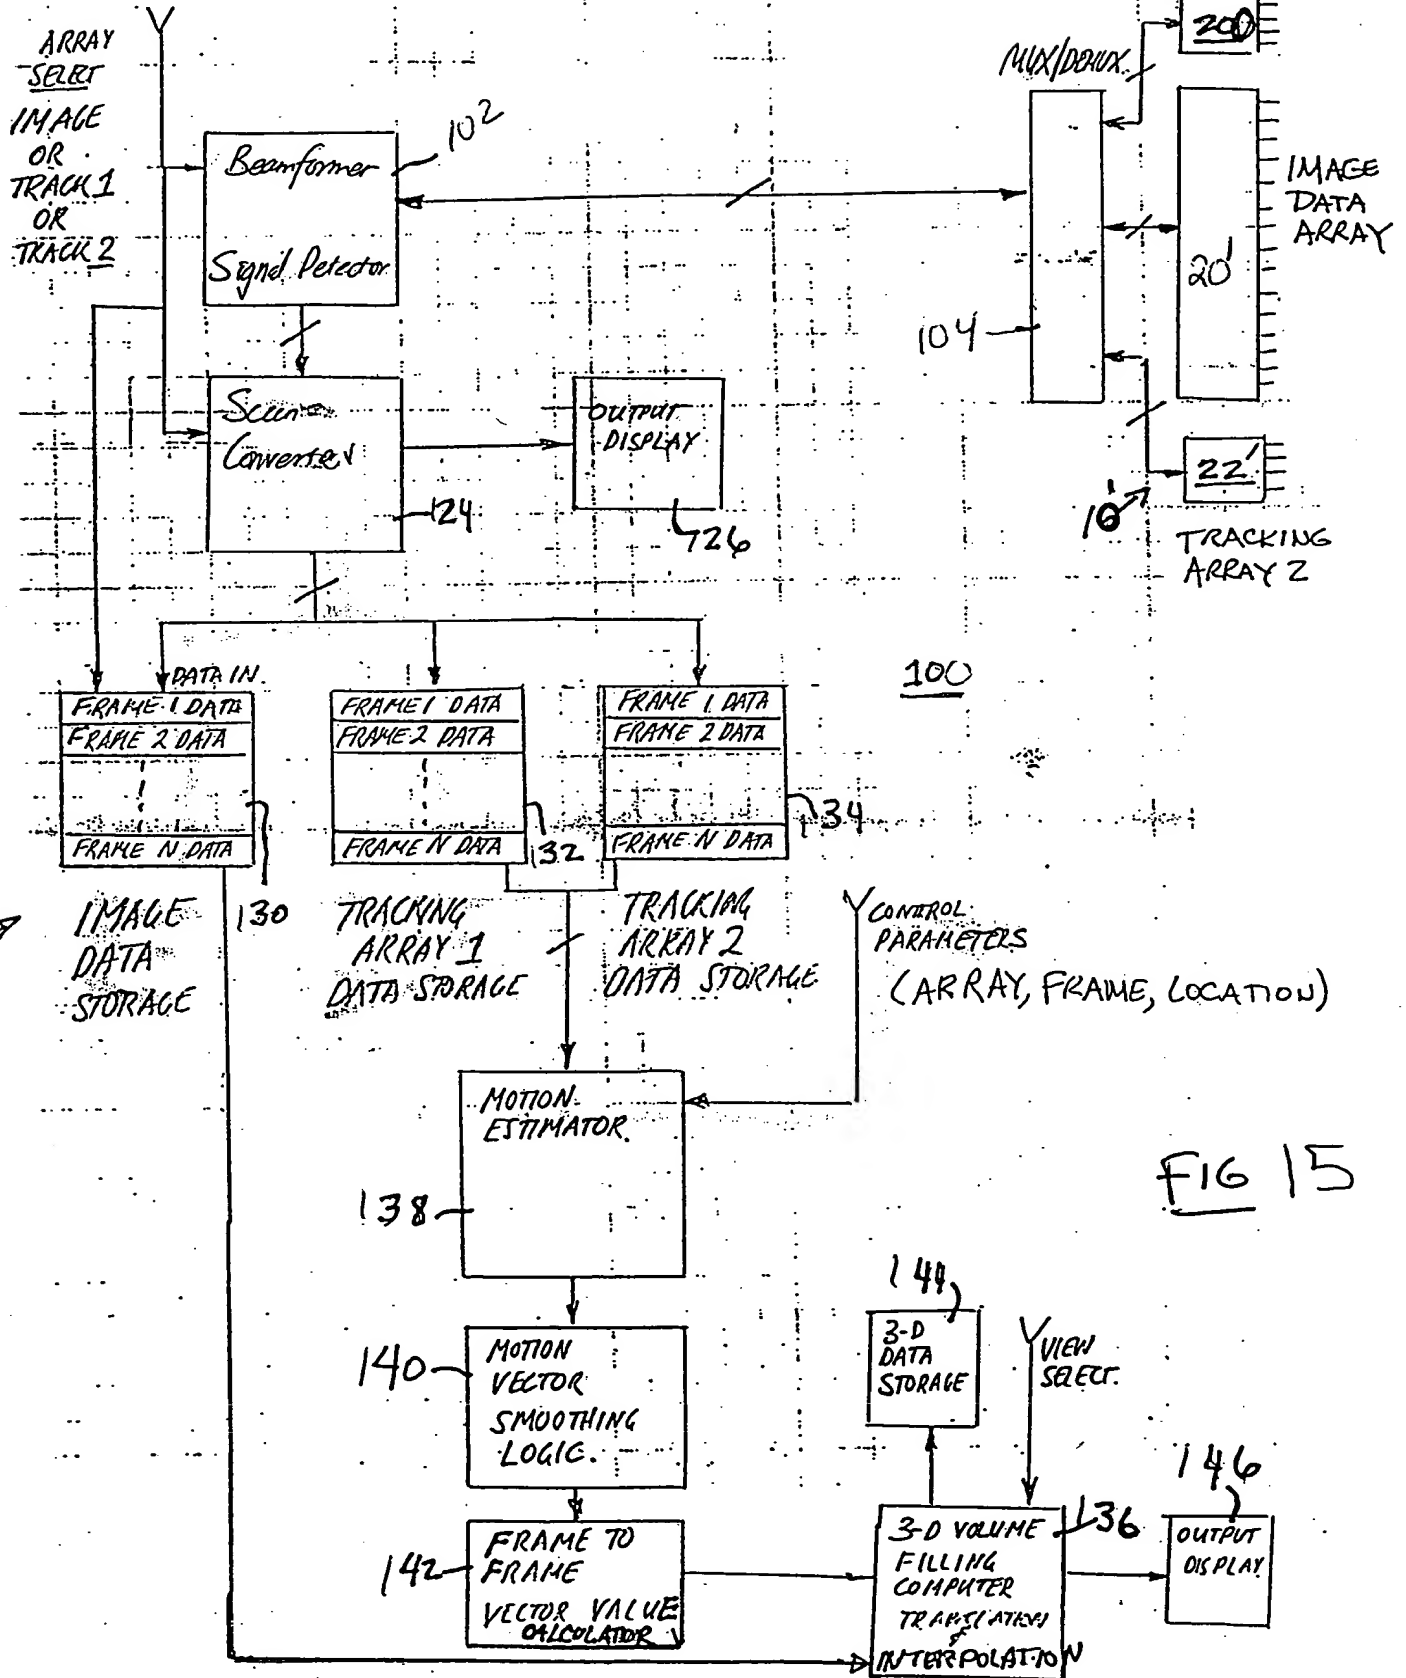 ARRAY
SELECT
IMAGE
OR
TRACK 1
OR
TRACK 2
Beamformer
Signal Detector
102
MUX/DEMUX
200
IMAGE
DATA
ARRAY
20'
104
22'
10'
TRACKING
ARRAY 2
Scan
Converter
124
OUTPUT
DISPLAY
126
100
DATA IN.
FRAME 1 DATA
FRAME 2 DATA
FRAME N DATA
130
IMAGE
DATA
STORAGE
FRAME 1 DATA
FRAME 2 DATA
FRAME N DATA
132
TRACKING
ARRAY 1
DATA STORAGE
FRAME 1 DATA
FRAME 2 DATA
FRAME N DATA
134
TRACKING
ARRAY 2
DATA STORAGE
CONTROL
PARAMETERS
(ARRAY, FRAME, LOCATION)
MOTION
ESTIMATOR.
138
FIG 15
140
MOTION
VECTOR
SMOOTHING
LOGIC.
144
3-D
DATA
STORAGE
VIEW
SELECT.
142
FRAME TO
FRAME
VECTOR VALUE
CALCULATOR
136
3-D VOLUME
FILLING
COMPUTER
&
INTERPOLATION
146
OUTPUT
DISPLAY